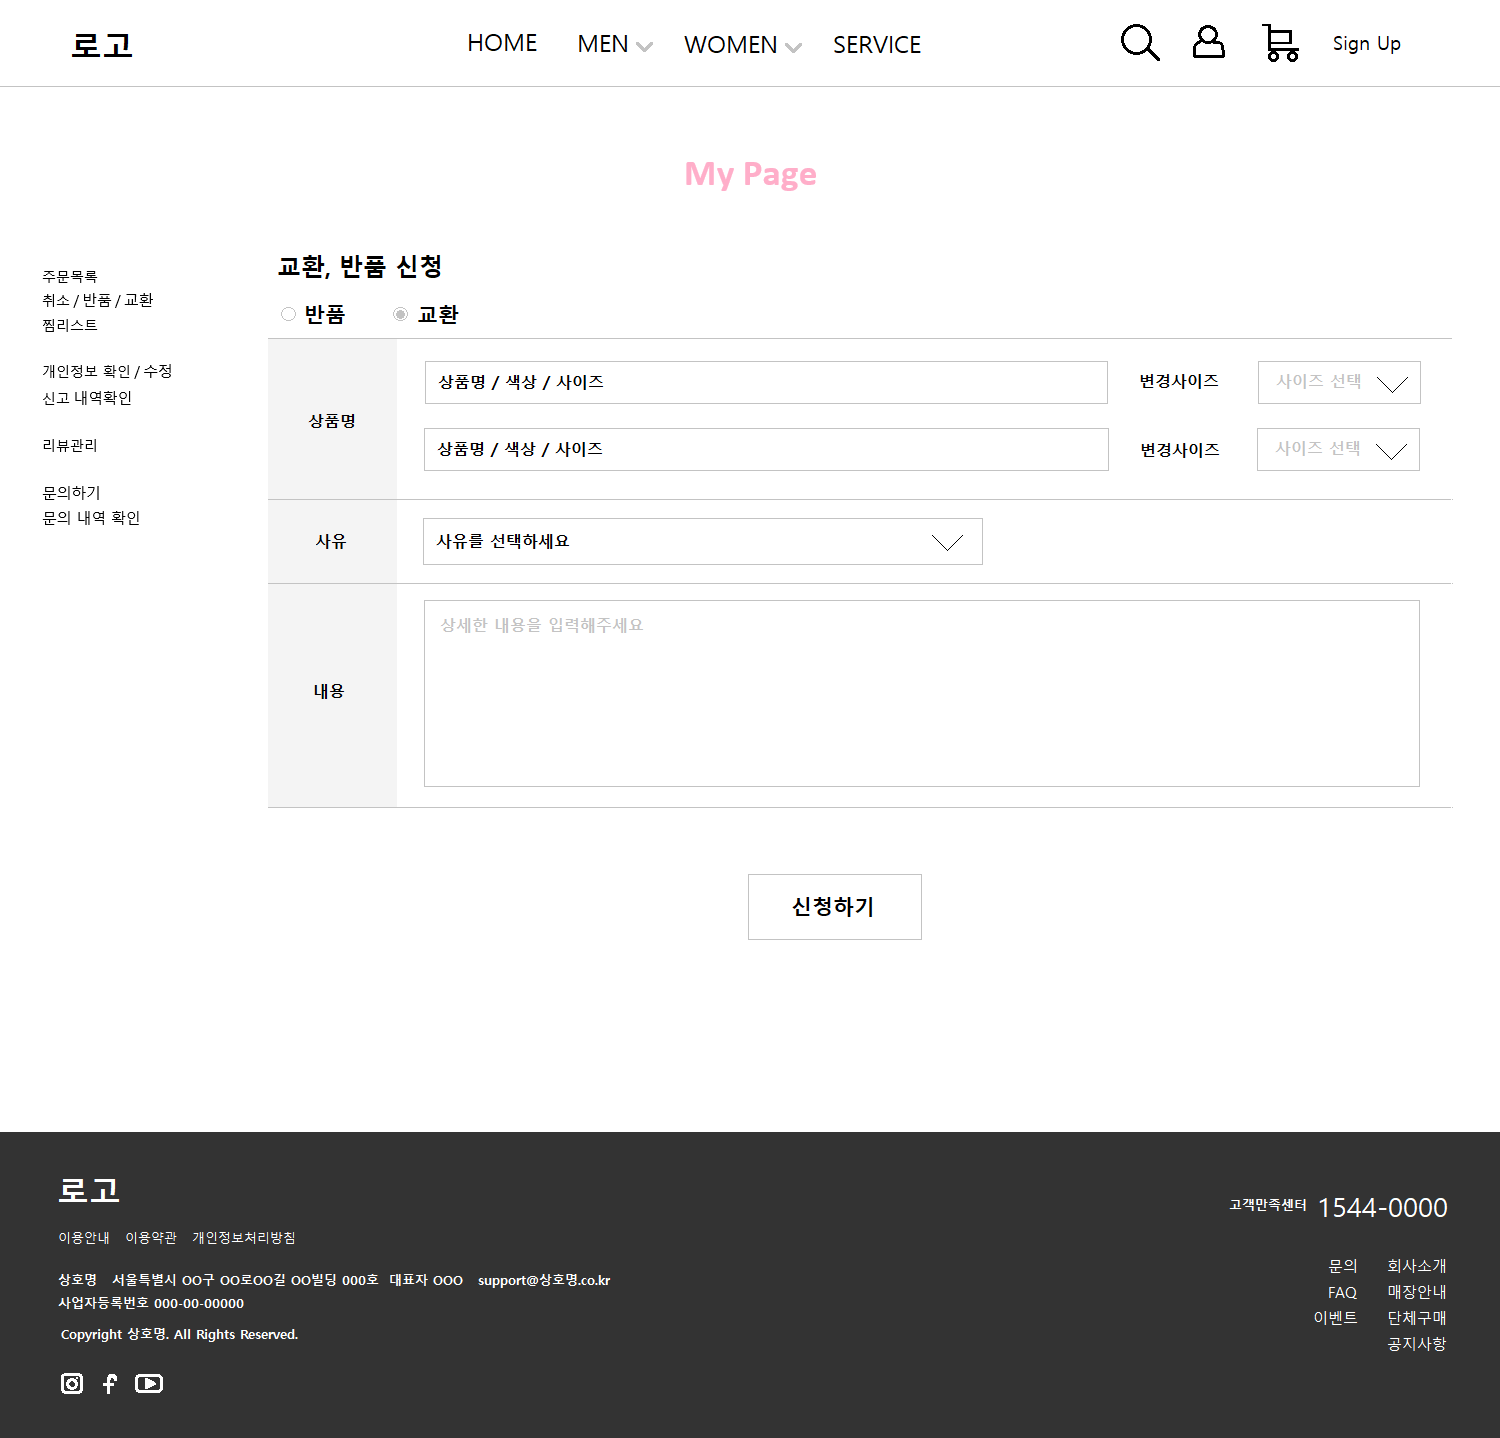 로고
HOME MEN WOMEN SERVICE
Sign Up
My Page
주문목록
취소 / 반품 / 교환
찜리스트
개인정보 확인 / 수정
신고 내역확인
리뷰관리
문의하기
문의 내역 확인
교환, 반품 신청
반품 교환
상품명
상품명 / 색상 / 사이즈 변경사이즈 사이즈 선택
상품명 / 색상 / 사이즈 변경사이즈 사이즈 선택
사유 사유를 선택하세요
내용
상세한 내용을 입력해주세요
신청하기
로고
이용안내 이용약관 개인정보처리방침
상호명 서울특별시 OO구 OO로OO길 OO빌딩 000호 대표자 OOO support@상호명.co.kr
사업자등록번호 000-00-00000
Copyright 상호명. All Rights Reserved.
고객만족센터 1544-0000
문의 회사소개
FAQ 매장안내
이벤트 단체구매
공지사항